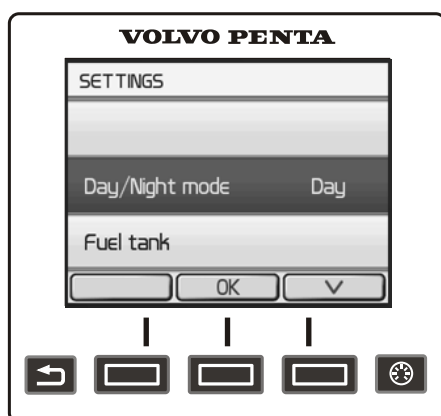 VOLVO PENTA
SETTINGS
Day/Night mode Day
Fuel tank
OK